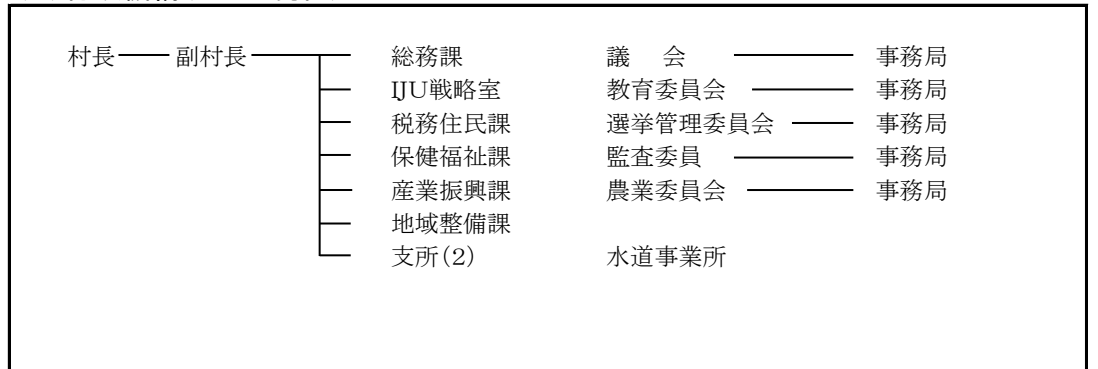 村長 副村長 総務課 議 会 事務局
IJU戦略室 教育委員会 事務局
税務住民課 選挙管理委員会 事務局
保健福祉課 監査委員 事務局
産業振興課 農業委員会 事務局
地域整備課
支所(2) 水道事業所